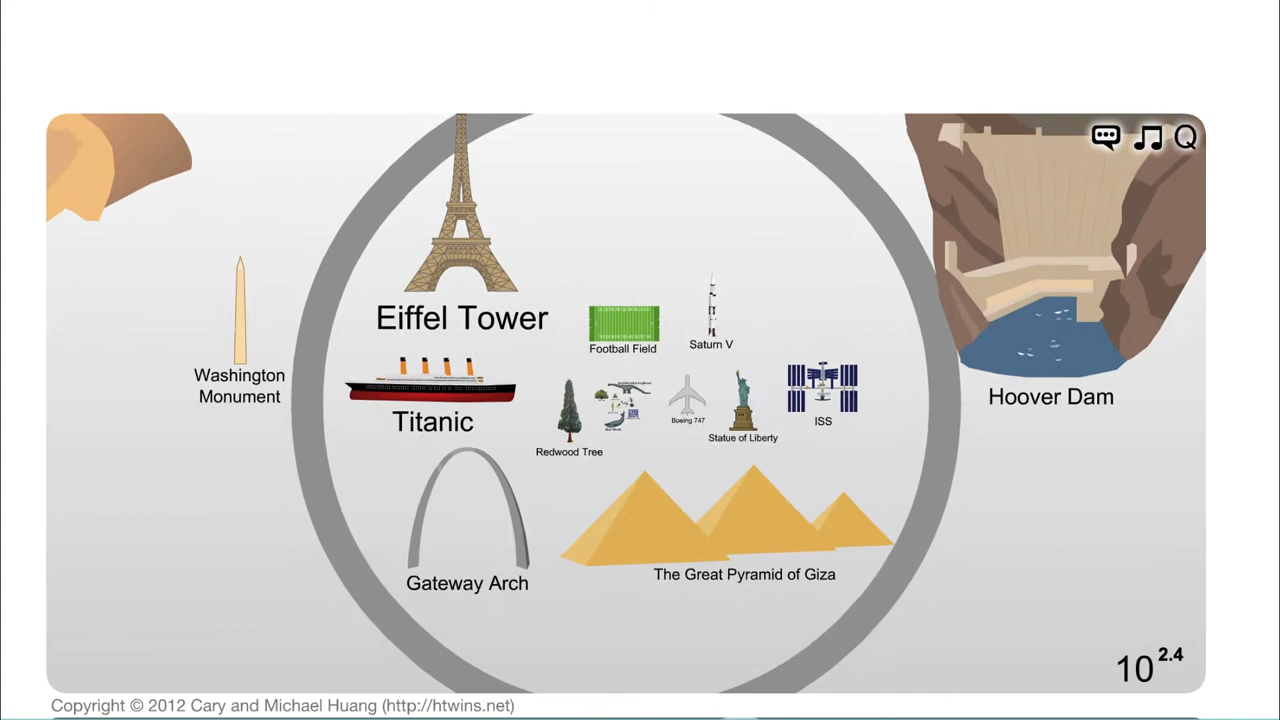 Eiffel Tower
Football Field
Saturn V
Washington
Monument
Titanic
Redwood Tree
Boeing 747
Statue of Liberty
ISS
Hoover Dam
Gateway Arch
The Great Pyramid of Giza
10 2.4
Copyright © 2012 Cary and Michael Huang (http://htwins.net)